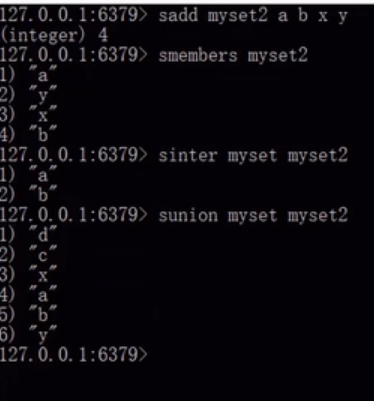 127.0.0.1:6379> sadd myset2 a b x y
(integer) 4
127.0.0.1:6379> smembers myset2
1) "a"
2) "y"
3) "x"
4) "b"
127.0.0.1:6379> sinter myset myset2
1) "a"
2) "b"
127.0.0.1:6379> sunion myset myset2
1) "d"
2) "c"
3) "x"
4) "a"
5) "b"
6) "y"
127.0.0.1:6379>